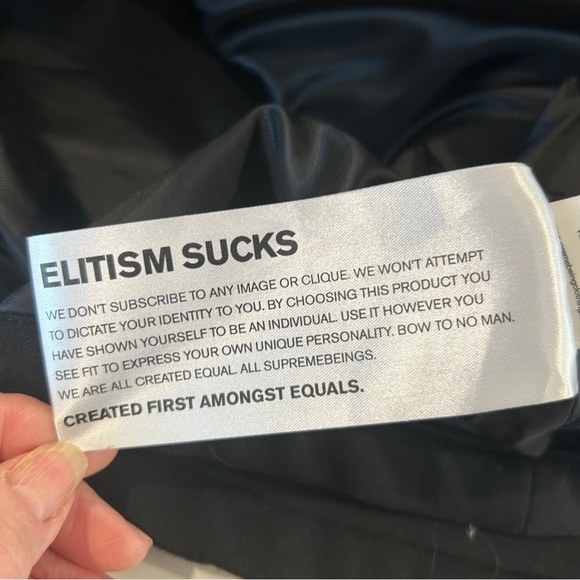 ELITISM SUCKS
WE DON'T SUBSCRIBE TO ANY IMAGE OR CLIQUE. WE WON'T ATTEMPT
TO DICTATE YOUR IDENTITY TO YOU. BY CHOOSING THIS PRODUCT YOU
HAVE SHOWN YOURSELF TO BE AN INDIVIDUAL. USE IT HOWEVER YOU
SEE FIT TO EXPRESS YOUR OWN UNIQUE PERSONALITY. BOW TO NO MAN.
WE ARE ALL CREATED EQUAL. ALL SUPREMEBEINGS.
CREATED FIRST AMONGST EQUALS.